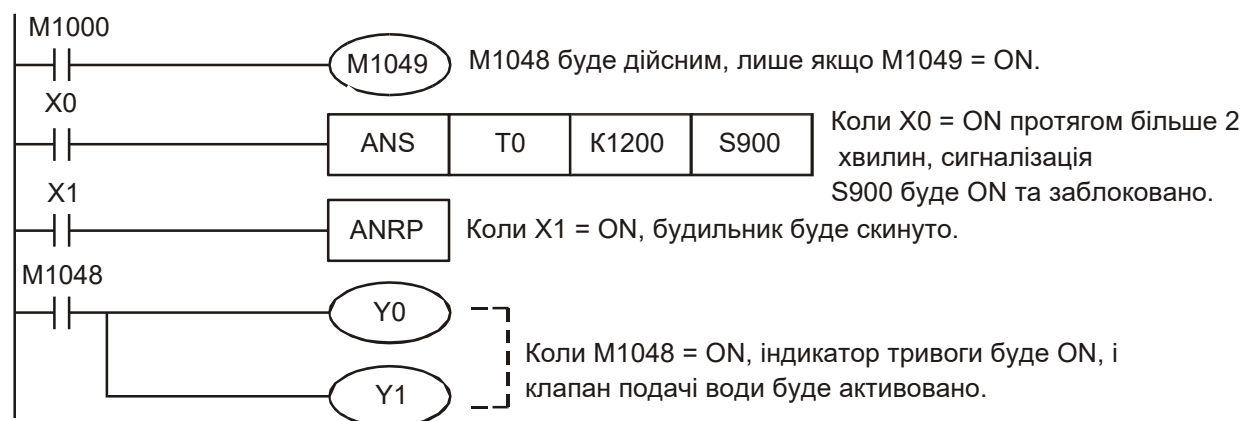 M1000
M1049 M1048 буде дійсним, лише якщо M1049 = ON.
X0
ANS T0 К1200 S900
Коли X0 = ON протягом більше 2
хвилин, сигналізація
S900 буде ON та заблоковано.
X1
ANRP Коли X1 = ON, будильник буде скинуто.
M1048
Y0
Коли M1048 = ON, індикатор тривоги буде ON, і
клапан подачі води буде активовано.
Y1